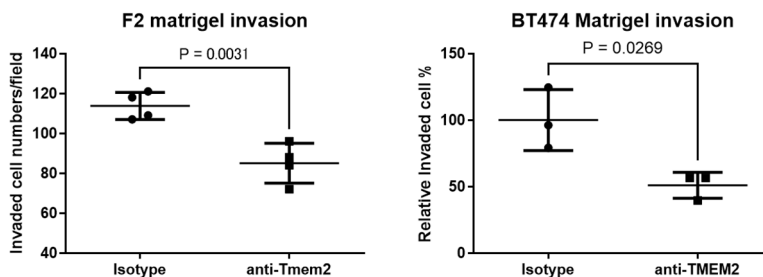 F2 matrigel invasion
P = 0.0031
Invaded cell numbers/field
140
120
100
80
60
40
Isotype
anti-Tmem2
BT474 Matrigel invasion
P = 0.0269
Relative Invaded cell %
150
100
50
0
Isotype
anti-TMEM2